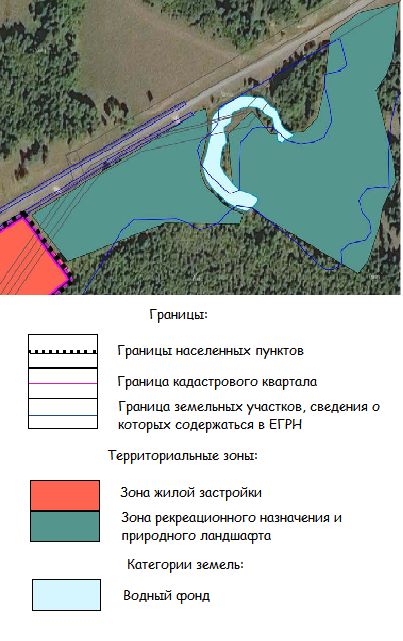 Границы:
Границы населенных пунктов
Граница кадастрового квартала
Граница земельных участков, сведения о
которых содержаться в ЕГРН
Территориальные зоны:
Зона жилой застройки
Зона рекреационного назначения и
природного ландшафта
Категории земель:
Водный фонд